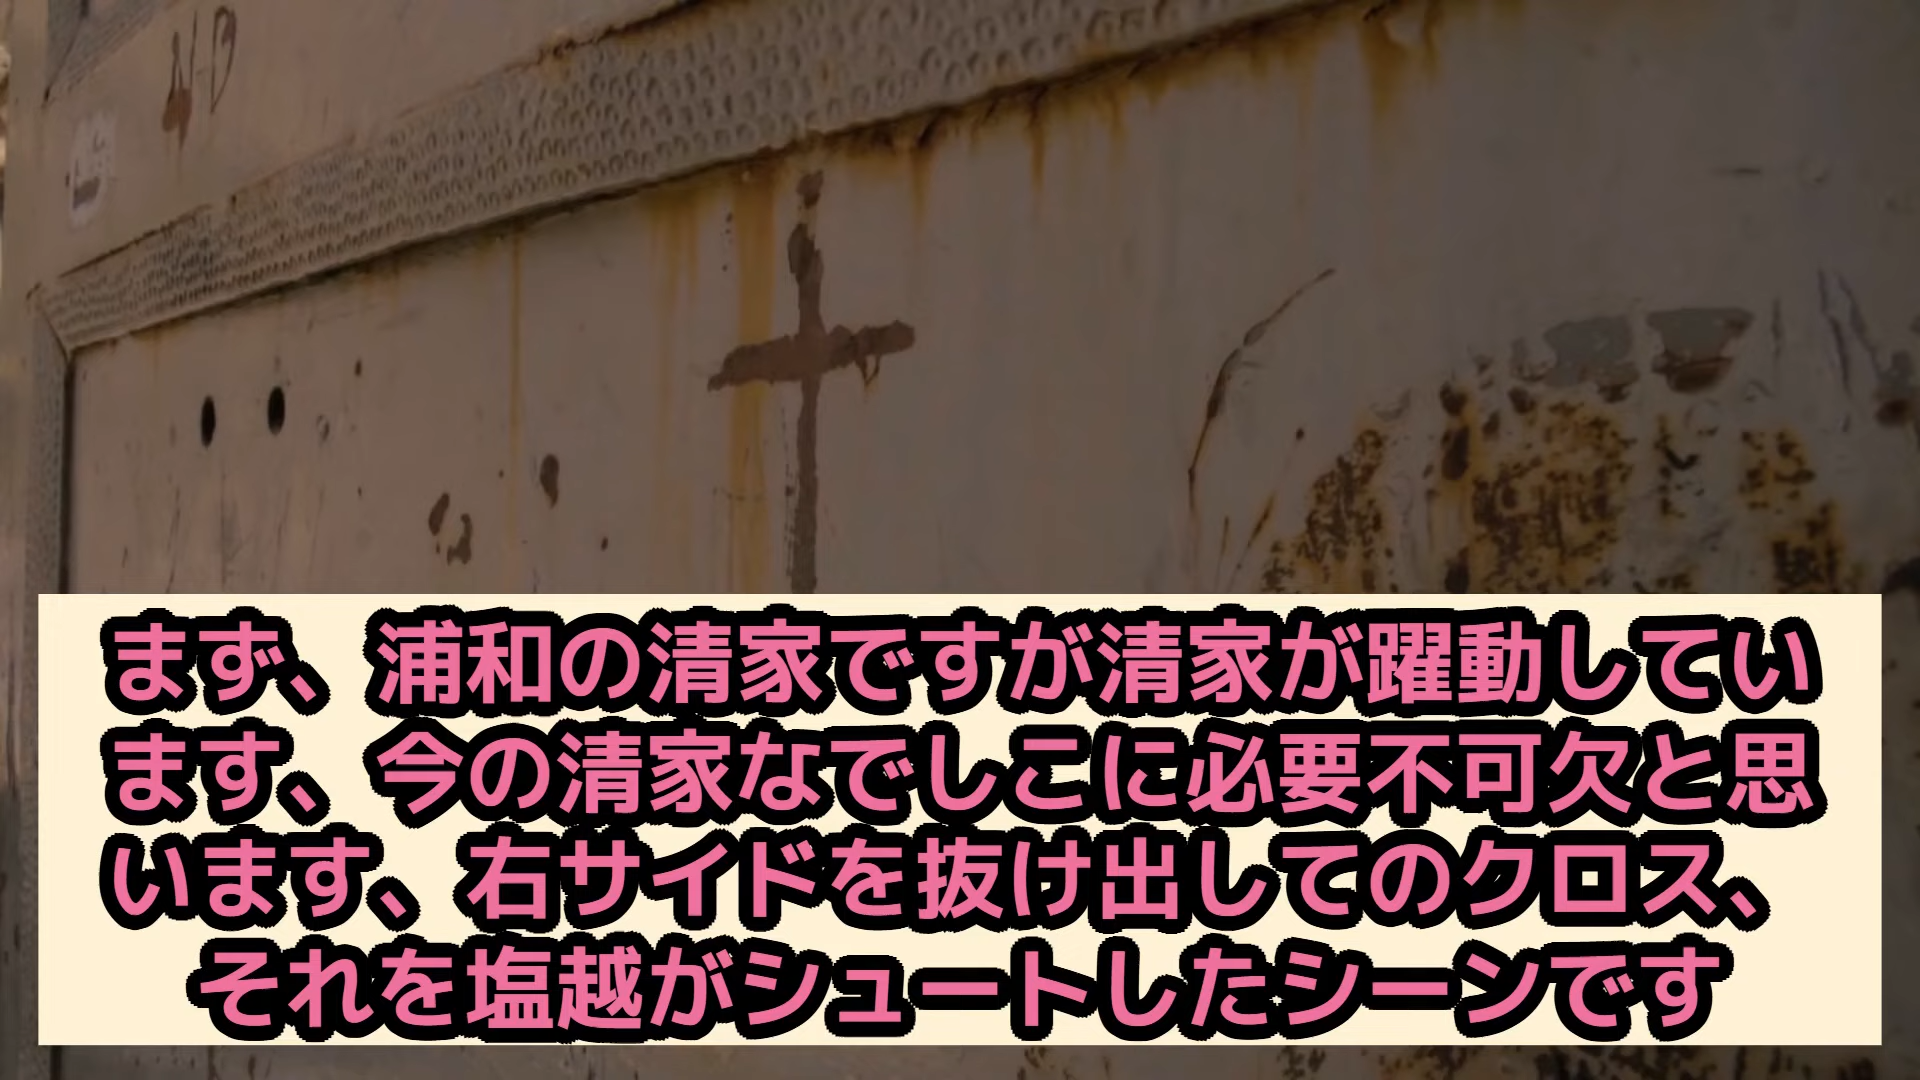 まず、浦和の清家ですが清家が躍動してい
ます、今の清家なでしこに必要不可欠と思
います、右サイドを抜け出してのクロス、
それを塩越がシュートしたシーンです